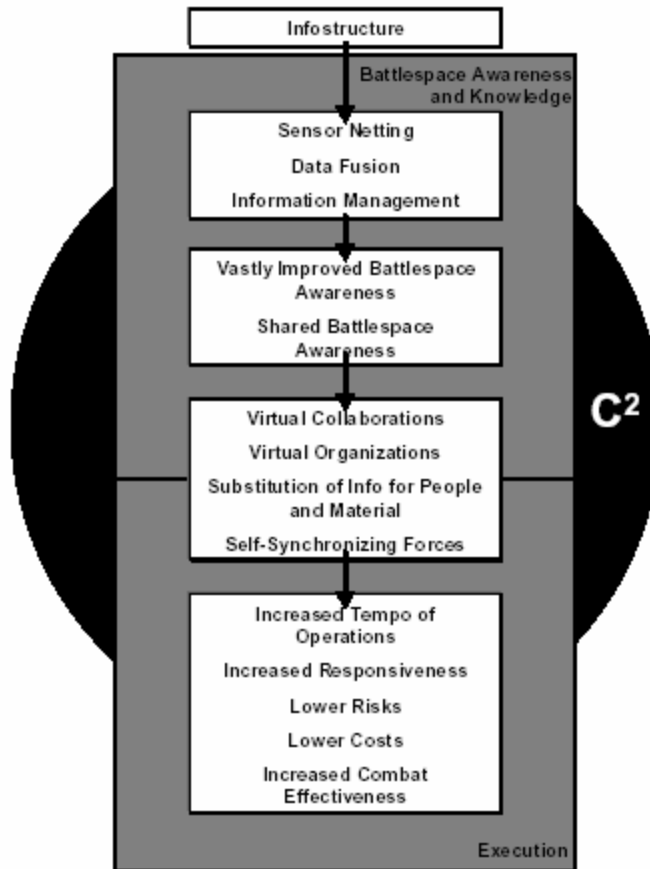 Infostructure
Battlespace Awareness
and Knowledge
Sensor Netting
Data Fusion
Information Management
Vastly Improved Battlespace
Awareness
Shared Battlespace
Awareness
C²
Virtual Collaborations
Virtual Organizations
Substitution of Info for People
and Material
Self-Synchronizing Forces
Increased Tempo of
Operations
Increased Responsiveness
Lower Risks
Lower Costs
Increased Combat
Effectiveness
Execution